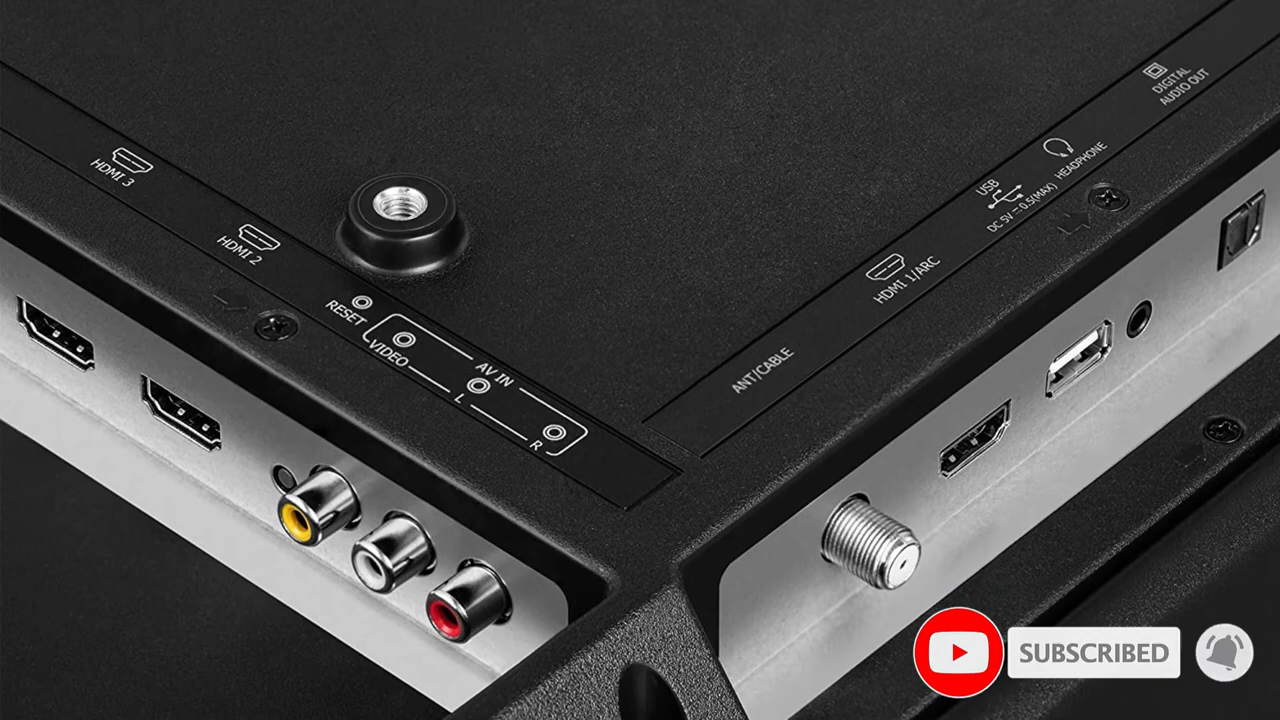 HDMI 3
HDMI 2
RESET
VIDEO
AV IN
L
R
ANT/CABLE
HDMI 1/ARC
USB
DC 5V ⎓ 0.5(MAX)
HEADPHONE
DIGITAL
AUDIO OUT
SUBSCRIBED